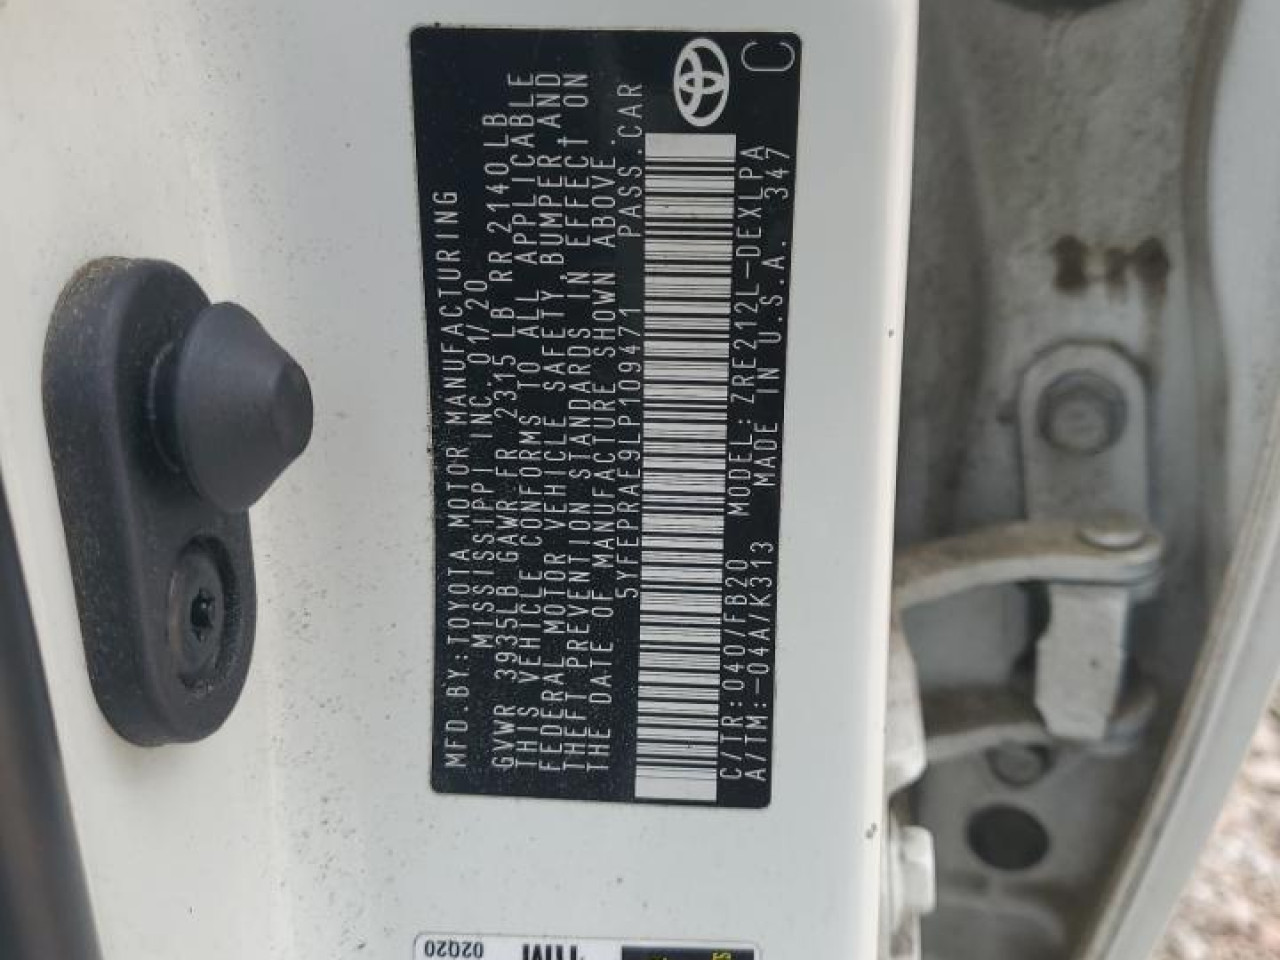 MFD.BY:TOYOTA MOTOR MANUFACTURING
MISSISSIPPI INC. 01/20
GVWR 3935LB GAWR FR 2315 LB RR 2140 LB
THIS VEHICLE CONFORMS TO ALL APPLICABLE
FEDERAL MOTOR VEHICLE SAFETY,BUMPER,AND
THEFT PREVENTION STANDARDS IN EFFECT ON
THE DATE OF MANUFACTURE SHOWN ABOVE.
5YFEPRAE9LP109471 PASS.CAR
C/TR:040/FB20 MODEL:ZRE212L-DEXLPA
A/TM:-04A/K313 MADE IN U.S.A. 347
C
02Q20